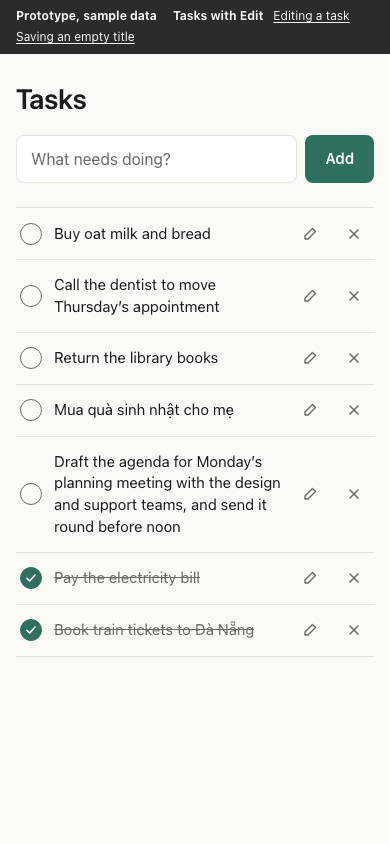 Prototype, sample data Tasks with Edit Editing a task
Saving an empty title
Tasks
What needs doing? Add
Buy oat milk and bread
Call the dentist to move
Thursday’s appointment
Return the library books
Mua quà sinh nhật cho mẹ
Draft the agenda for Monday’s
planning meeting with the design
and support teams, and send it
round before noon
Pay the electricity bill
Book train tickets to Đà Nẵng